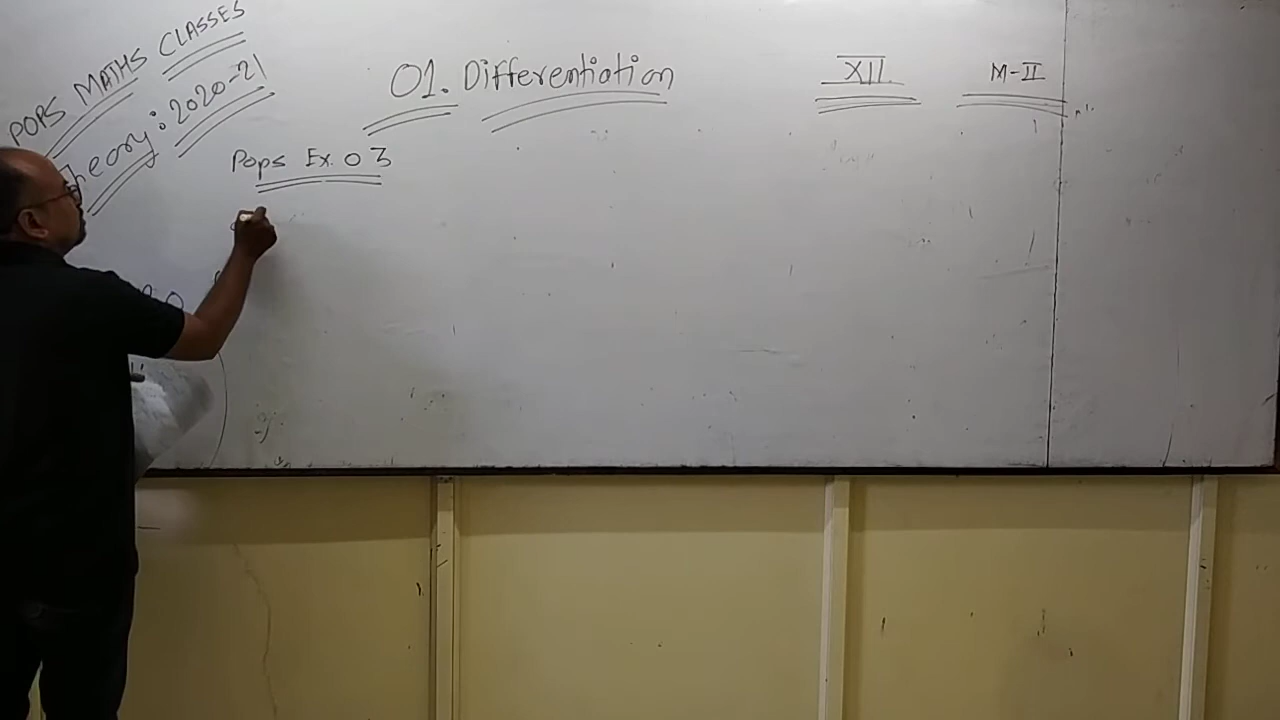 POPS MATHS CLASSES
Theory : 2020-21
01. Differentiation
XII.
M-II
Pops Ex. 03